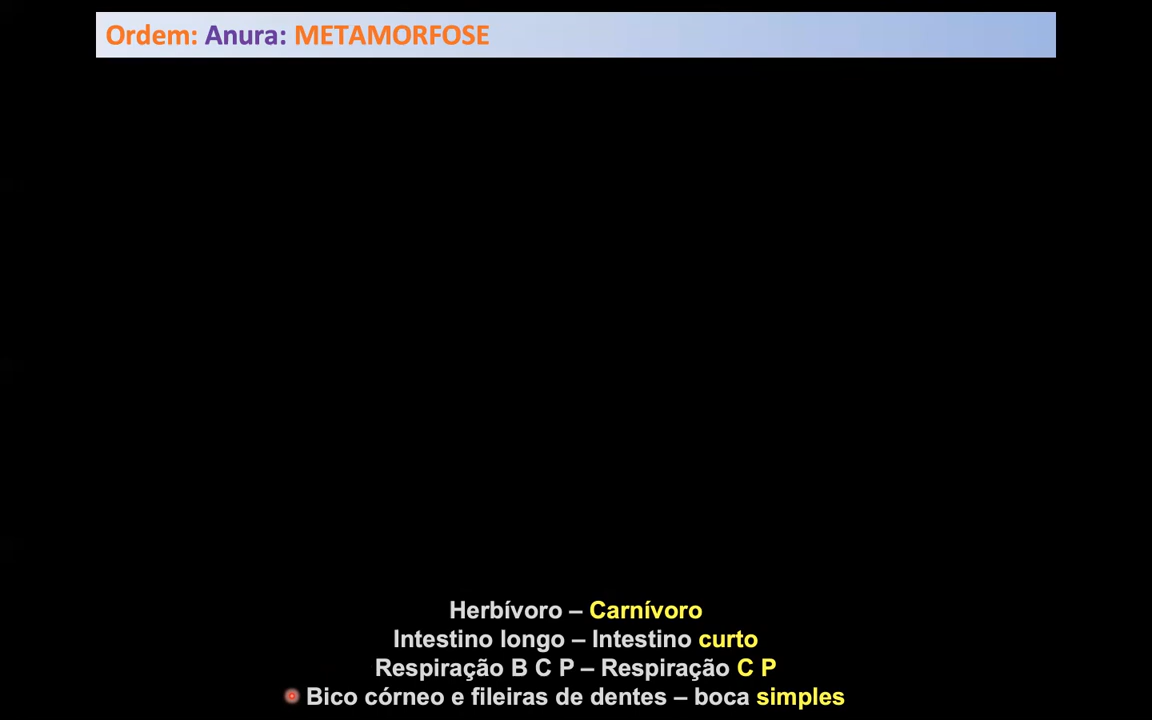 Ordem: Anura: METAMORFOSE
Herbívoro – Carnívoro
Intestino longo – Intestino curto
Respiração B C P – Respiração C P
Bico córneo e fileiras de dentes – boca simples